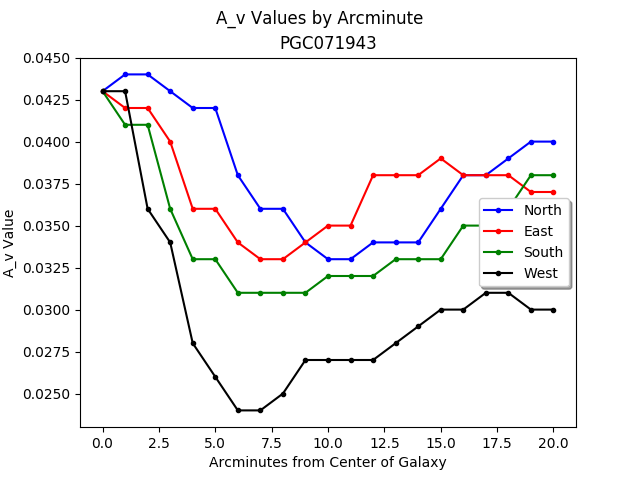 A_v Values by Arcminute
PGC071943
0.0450
0.0425
0.0400
0.0375
0.0350
0.0325
0.0300
0.0275
0.0250
A_v Value
North
East
South
West
0.0 2.5 5.0 7.5 10.0 12.5 15.0 17.5 20.0
Arcminutes from Center of Galaxy